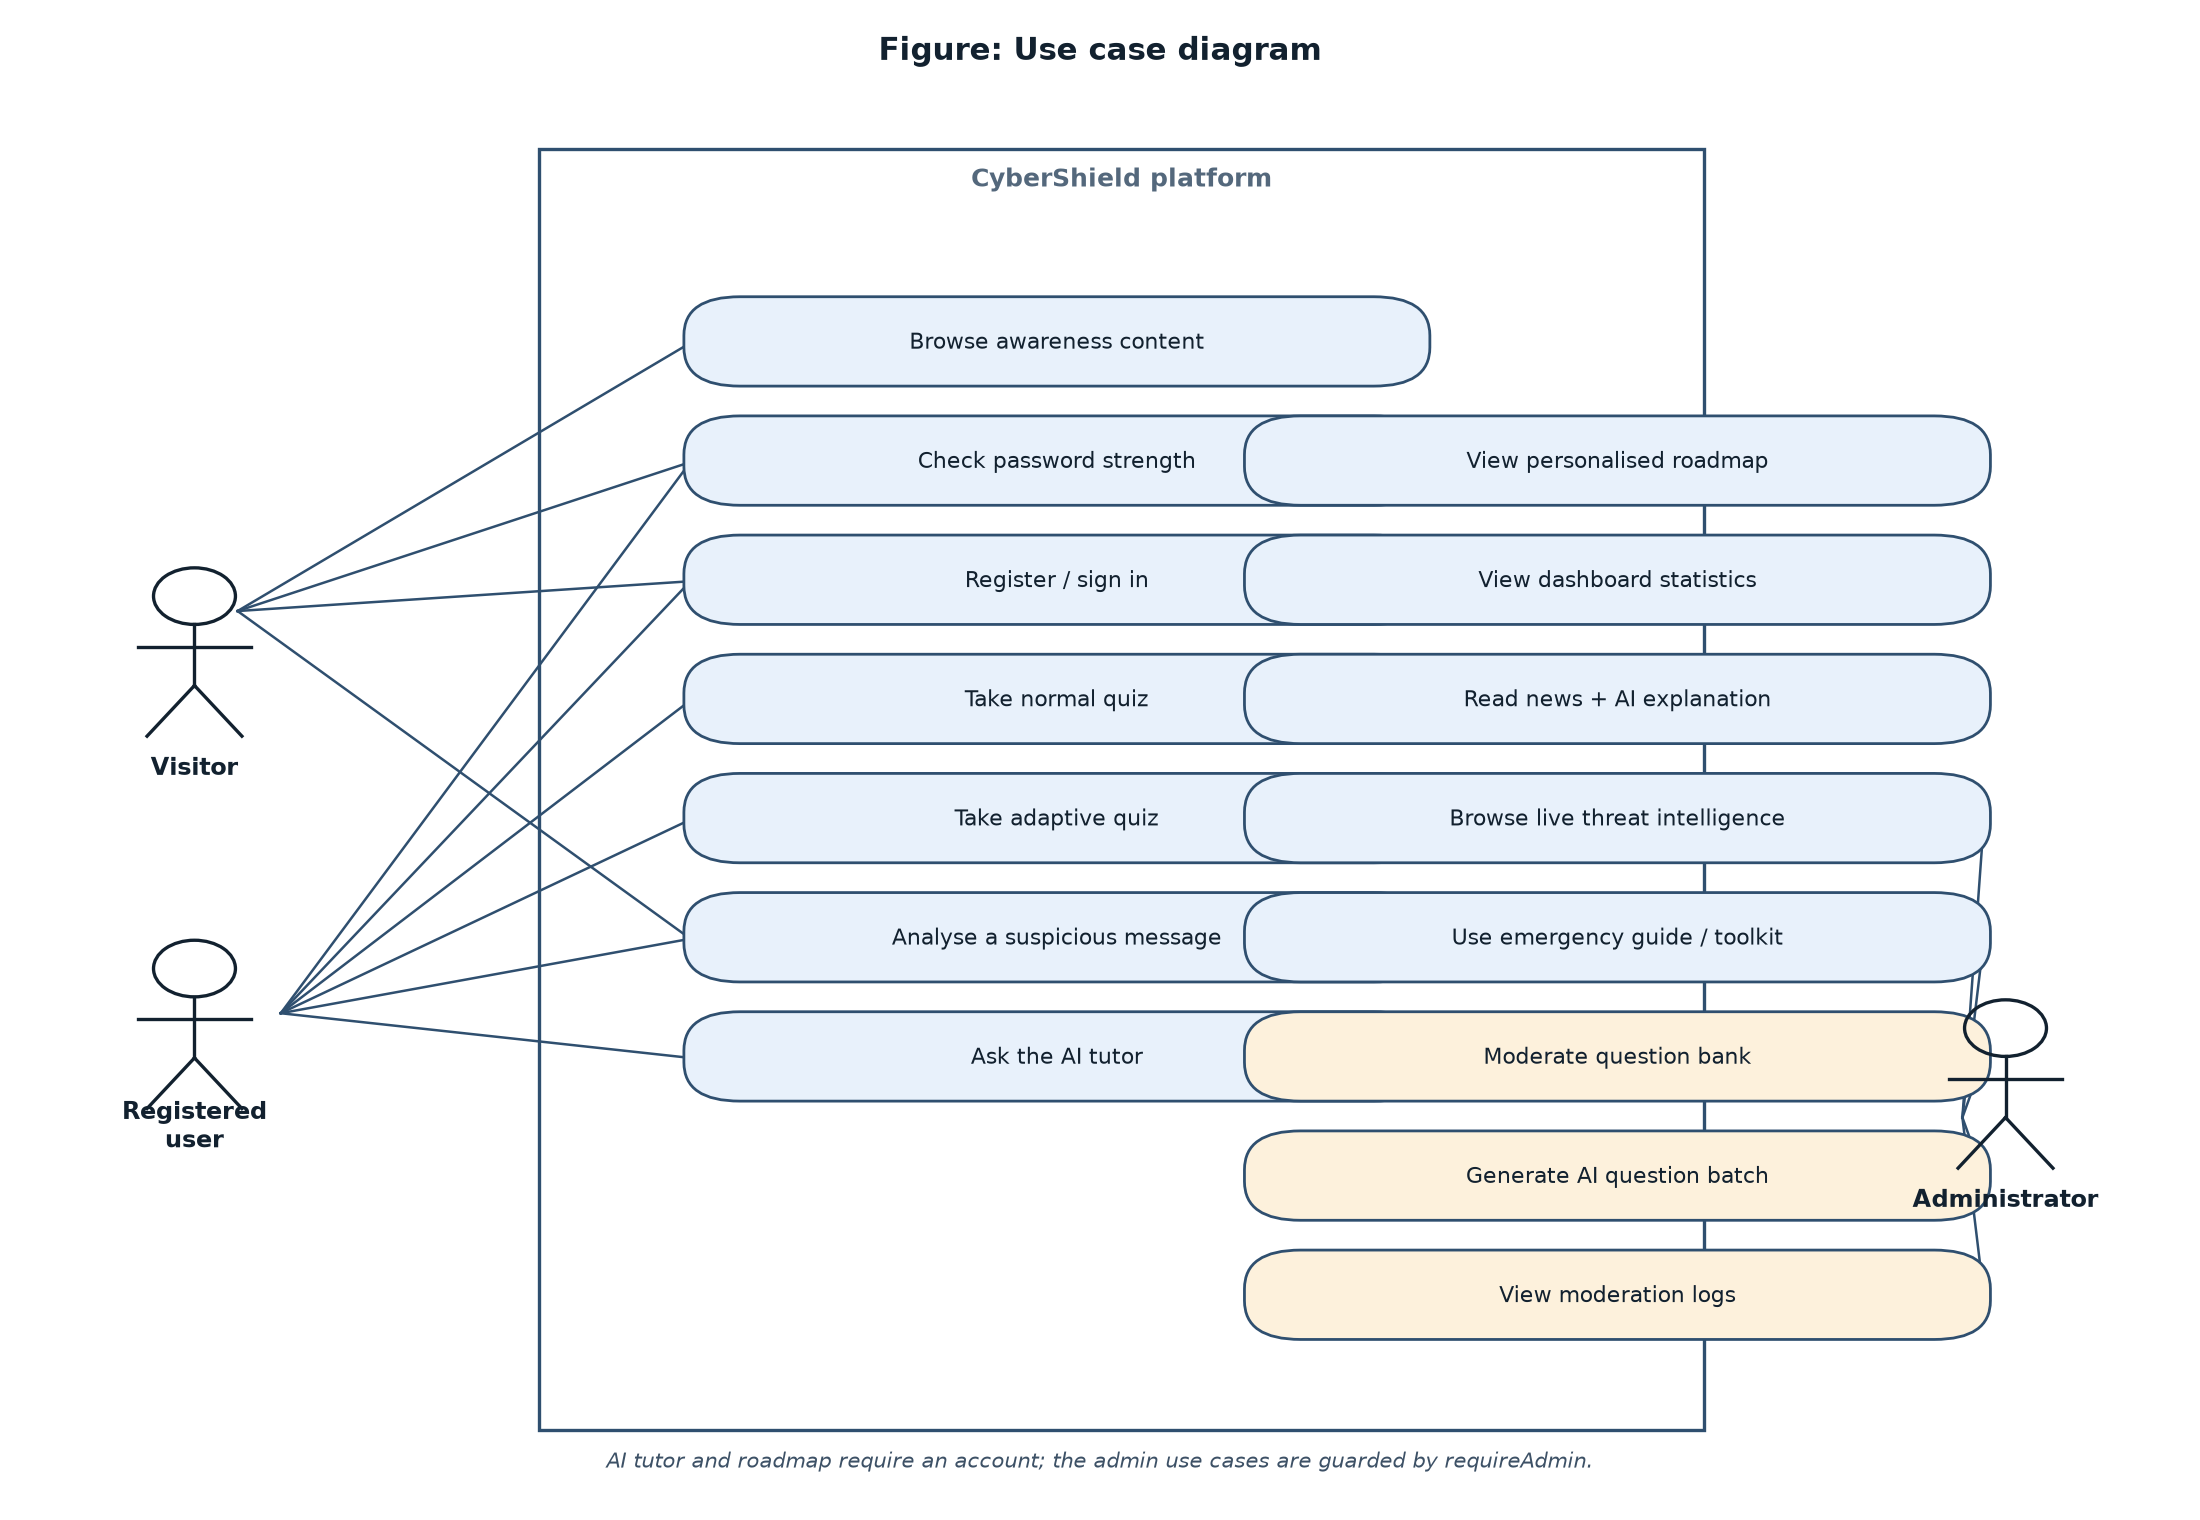 Figure: Use case diagram
CyberShield platform
Browse awareness content
Check password strength
View personalised roadmap
Register / sign in
View dashboard statistics
Take normal quiz
Read news + AI explanation
Visitor
Take adaptive quiz
Browse live threat intelligence
Analyse a suspicious message
Use emergency guide / toolkit
Ask the AI tutor
Moderate question bank
Registered
user
Generate AI question batch
Administrator
View moderation logs
AI tutor and roadmap require an account; the admin use cases are guarded by requireAdmin.